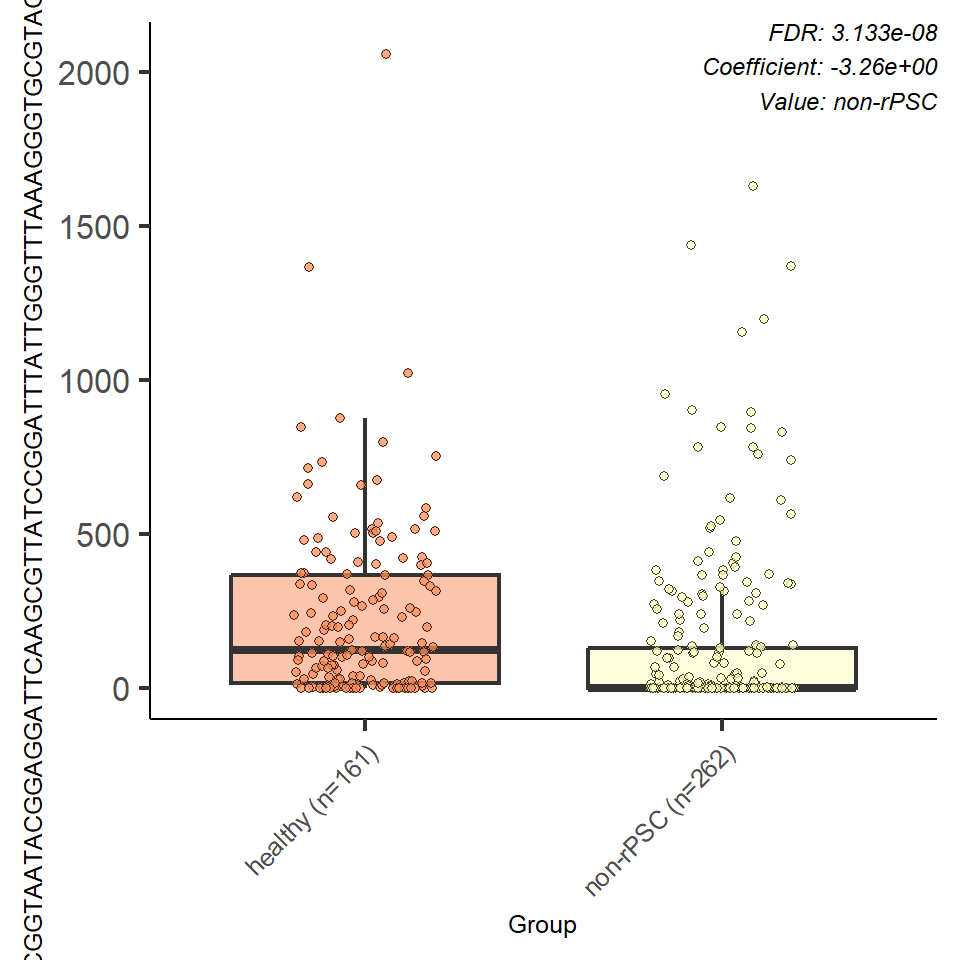 FDR: 3.133e-08
Coefficient: -3.26e+00
Value: non-rPSC
CGGTAATACGGAGGATTCAAGCGTTATCCGGATTTATTGGGTTTAAAGGGTGCGTAC
2000
1500
1000
500
0
healthy (n=161)
non-rPSC (n=262)
Group